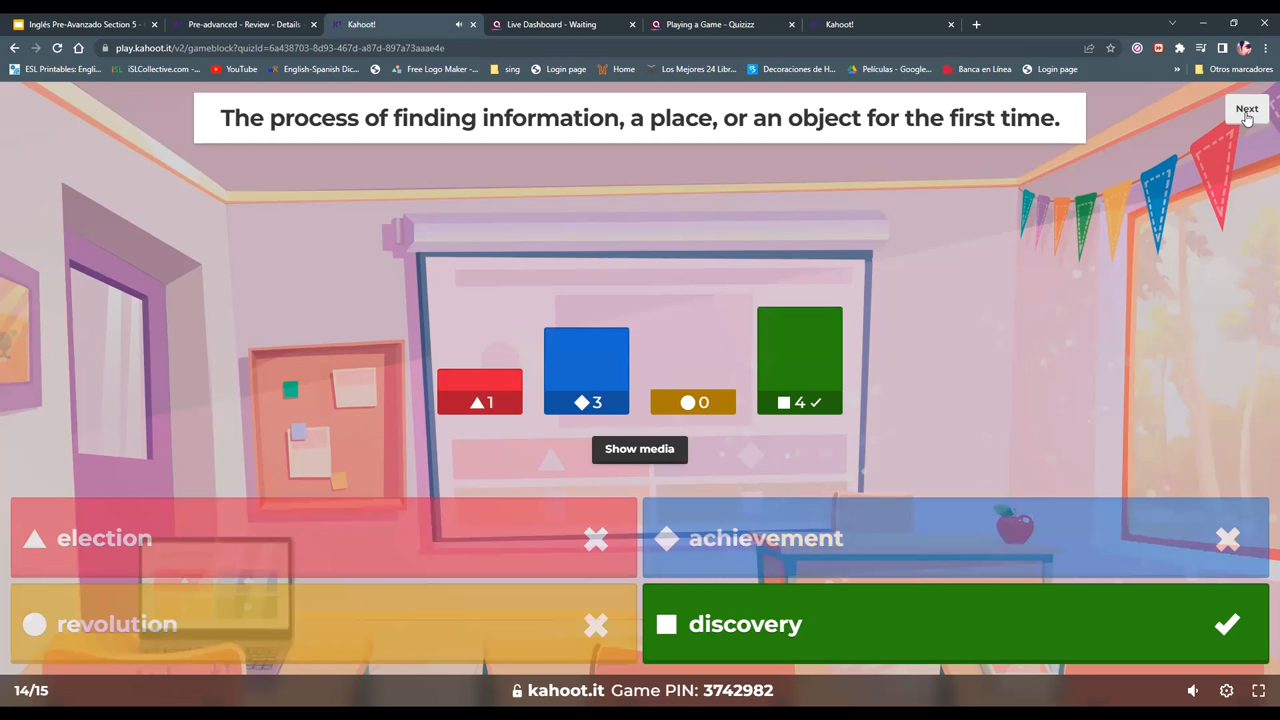 Inglés Pre-Avanzado Section 5 -
Pre-advanced - Review - Details
Kahoot!
Live Dashboard - Waiting
Playing a Game - Quizizz
Kahoot!
play.kahoot.it/v2/gameblock?quizId=6a438703-8d93-467d-a87d-897a73aaae4e
ESL Printables: Engli...
iSLCollective.com -...
YouTube
English-Spanish Dic...
Free Logo Maker -...
sing
Login page
Home
Los Mejores 24 Libr...
Decoraciones de H...
Películas - Google...
Banca en Línea
Login page
»
Otros marcadores
The process of finding information, a place, or an object for the first time.
Next
1
3
0
4
Show media
election
achievement
revolution
discovery
14/15
kahoot.it Game PIN: 3742982